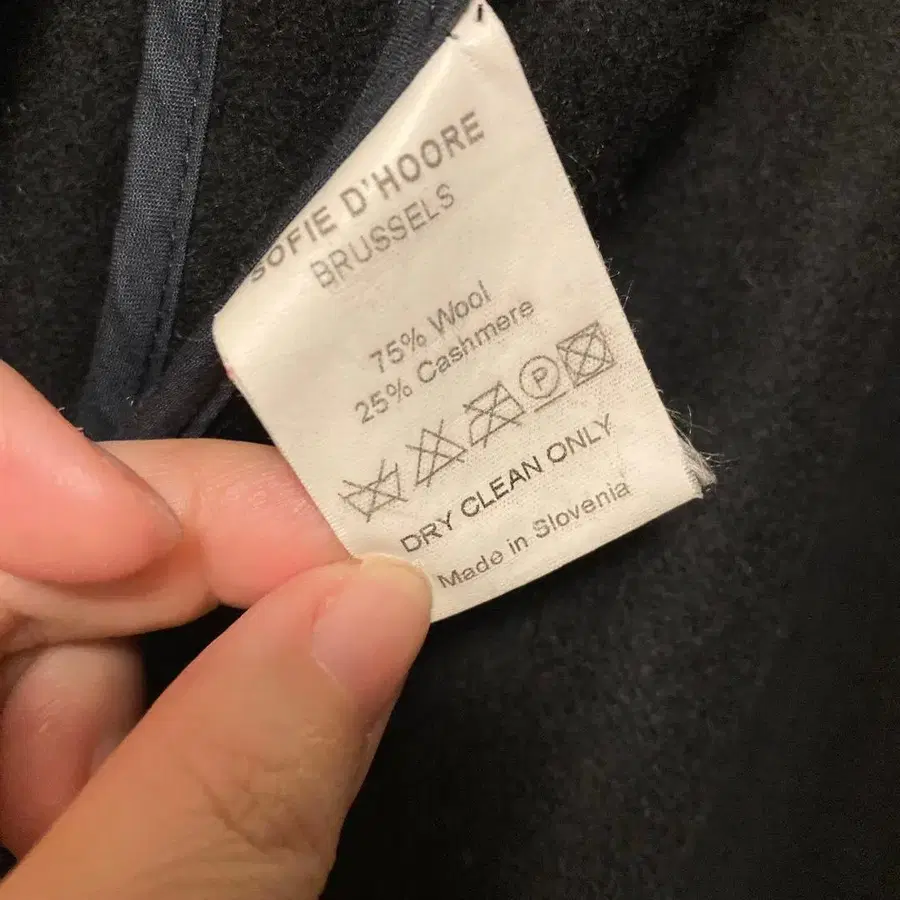 SOFIE D'HOORE
BRUSSELS
75% Wool
25% Cashmere
P
DRY CLEAN ONLY
Made in Slovenia